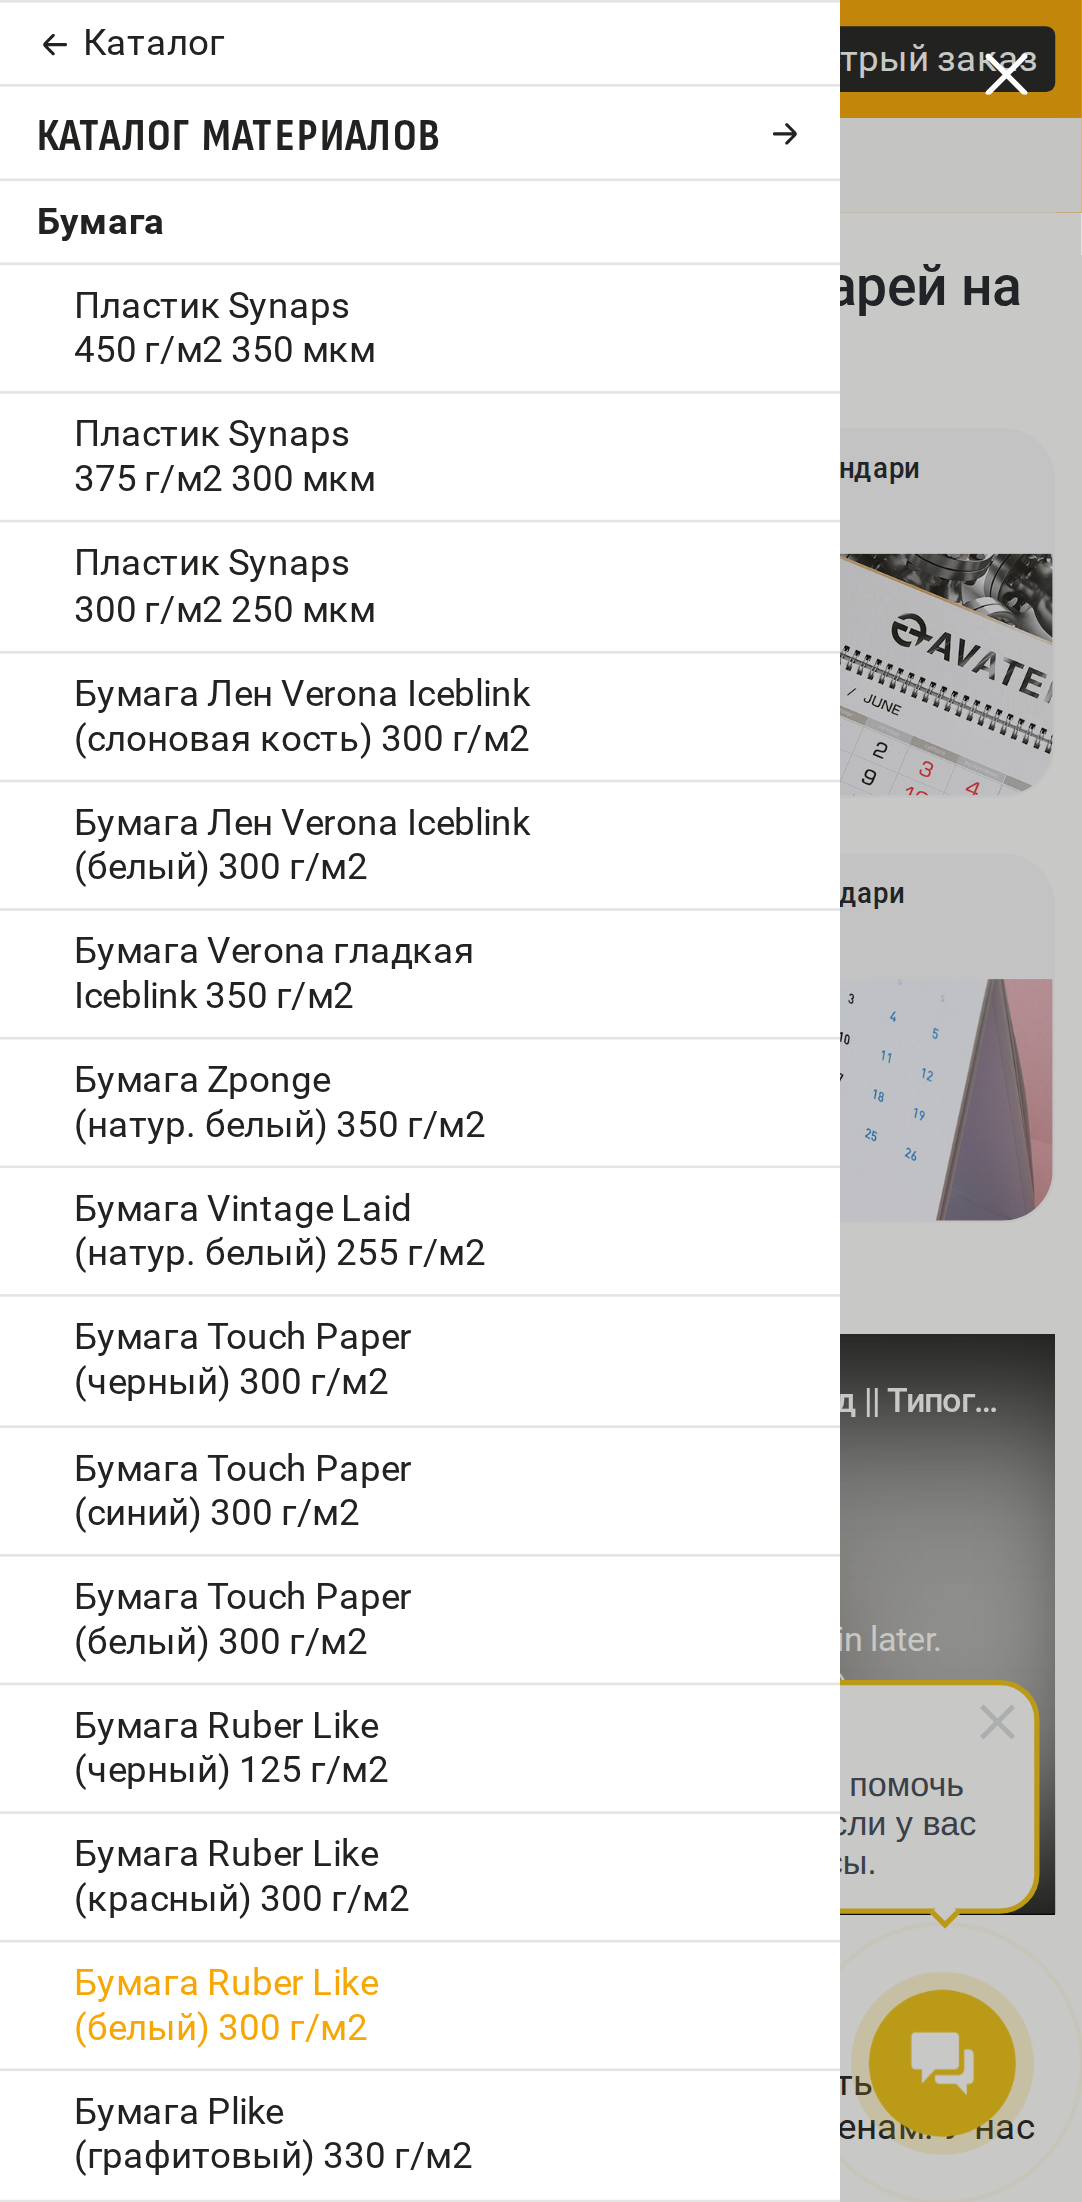 Каталог
трый заказ
КАТАЛОГ МАТЕРИАЛОВ
Бумага
Пластик Synaps
450 г/м2 350 мкм
Пластик Synaps
375 г/м2 300 мкм
Пластик Synaps
300 г/м2 250 мкм
Бумага Лен Verona Iceblink
(слоновая кость) 300 г/м2
Бумага Лен Verona Iceblink
(белый) 300 г/м2
Бумага Verona гладкая
Iceblink 350 г/м2
Бумага Zponge
(натур. белый) 350 г/м2
Бумага Vintage Laid
(натур. белый) 255 г/м2
Бумага Touch Paper
(черный) 300 г/м2
Бумага Touch Paper
(синий) 300 г/м2
Бумага Touch Paper
(белый) 300 г/м2
Бумага Ruber Like
(черный) 125 г/м2
Бумага Ruber Like
(красный) 300 г/м2
Бумага Ruber Like
(белый) 300 г/м2
Бумага Plike
(графитовый) 330 г/м2
арей на
ндари
AVATE
/ JUNE
2 3 4
9
дари
3 4 5
10 11 12
18 19
25 26
д || Типог...
in later.
помочь
сли у вас
сы.
ть
енам. У нас